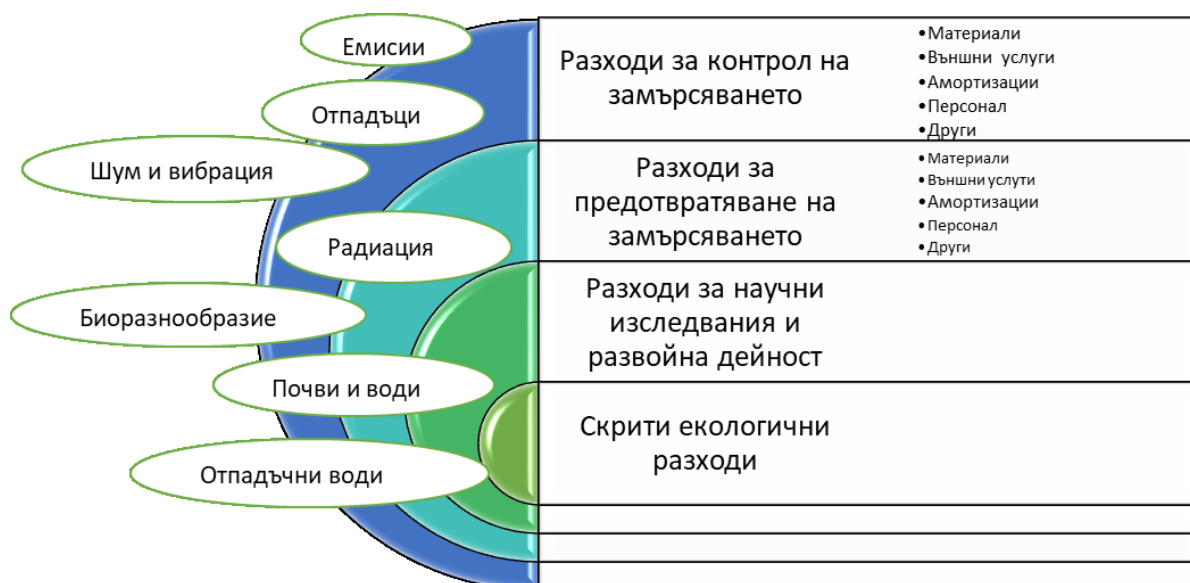 Емисии
Отпадъци
Шум и вибрация
Радиация
Биоразнообразие
Почви и води
Отпадъчни води
Разходи за контрол на
замърсяването
•Материали
•Външни услуги
•Амортизации
•Персонал
•Други
Разходи за
предотвратяване на
замърсяването
•Материали
•Външни услути
•Амортизации
•Персонал
•Други
Разходи за научни
изследвания и
развойна дейност
Скрити екологични
разходи